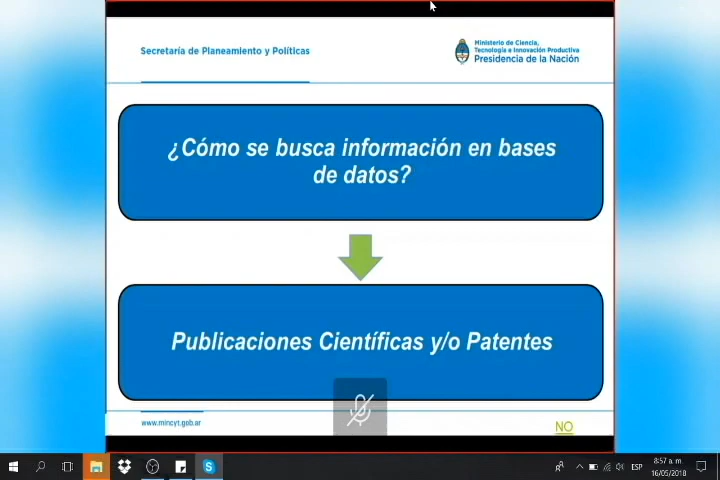 Secretaría de Planeamiento y Políticas
Ministerio de Ciencia,
Tecnología e Innovación Productiva
Presidencia de la Nación
¿Cómo se busca información en bases
de datos?
Publicaciones Científicas y/o Patentes
www.mincyt.gob.ar
NO
ESP
8:57 a. m.
16/05/2018